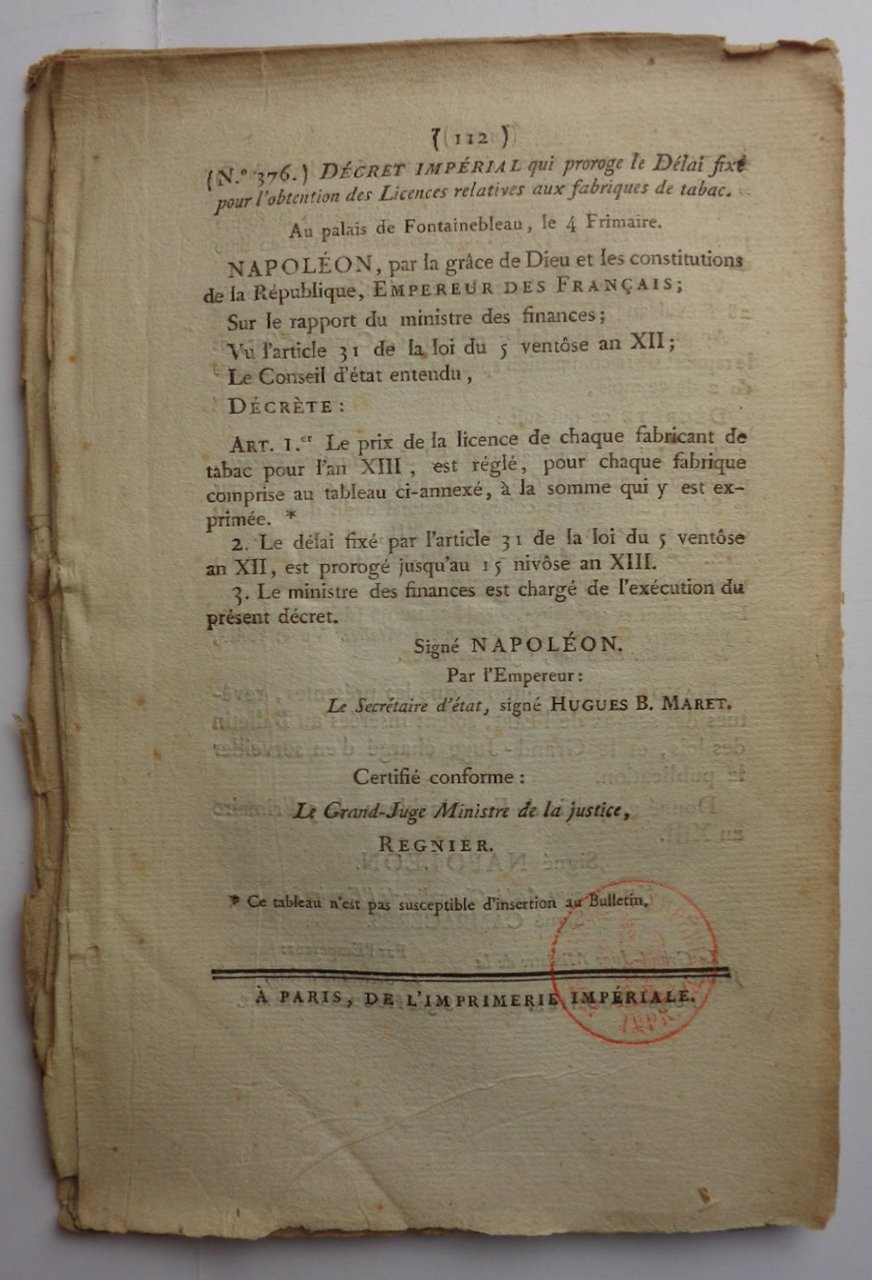 ( 112 )
(N.º 376.) DÉCRET IMPÉRIAL qui proroge le Délai fixé
pour l'obtention des Licences relatives aux fabriques de tabac.
Au palais de Fontainebleau, le 4 Frimaire.
NAPOLÉON, par la grâce de Dieu et les constitutions
de la République, EMPEREUR DES FRANÇAIS;
Sur le rapport du ministre des finances;
Vu l'article 31 de la loi du 5 ventôse an XII;
Le Conseil d'état entendu,
DÉCRÈTE:
ART. 1.er Le prix de la licence de chaque fabricant de
tabac pour l'an XIII, est réglé, pour chaque fabrique
comprise au tableau ci-annexé, à la somme qui y est ex-
primée. *
2. Le délai fixé par l'article 31 de la loi du 5 ventôse
an XII, est prorogé jusqu'au 15 nivôse an XIII.
3. Le ministre des finances est chargé de l'exécution du
présent décret.
Signé NAPOLÉON.
Par l'Empereur:
Le Secrétaire d'état, signé HUGUES B. MARET.
Certifié conforme:
Le Grand-Juge Ministre de la justice,
REGNIER.
* Ce tableau n'est pas susceptible d'insertion au Bulletin.
À PARIS, DE L'IMPRIMERIE IMPÉRIALE.